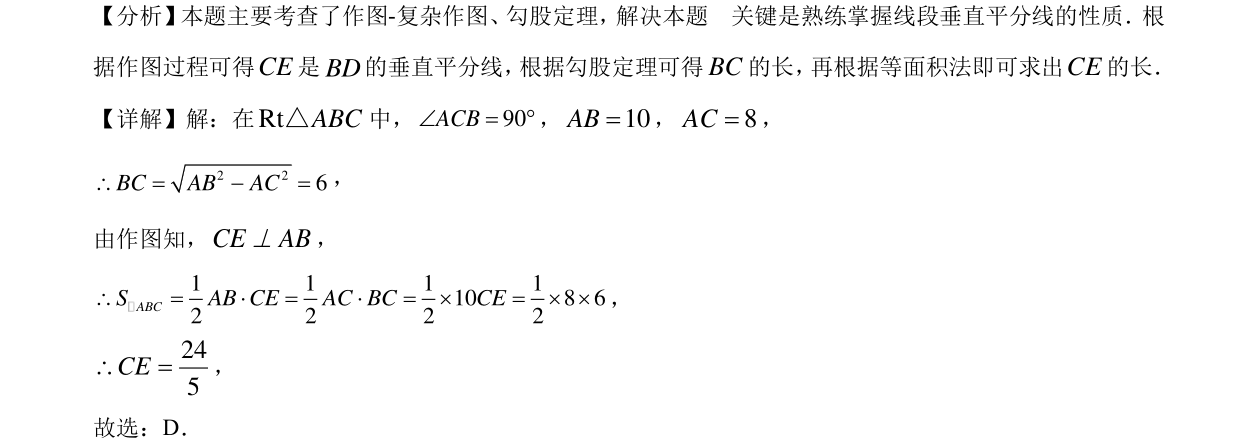 【分析】本题主要考查了作图-复杂作图、勾股定理，解决本题 关键是熟练掌握线段垂直平分线的性质．根
据作图过程可得CE是BD的垂直平分线，根据勾股定理可得BC的长，再根据等面积法即可求出CE的长．
【详解】解：在Rt△ABC中，∠ACB=90°，AB=10，AC=8，
∴BC=√(AB²−AC²)=6，
由作图知，CE⊥AB，
∴S_{▯ABC}=1/2 AB·CE=1/2 AC·BC=1/2×10CE=1/2×8×6，
∴CE=24/5，
故选：D．